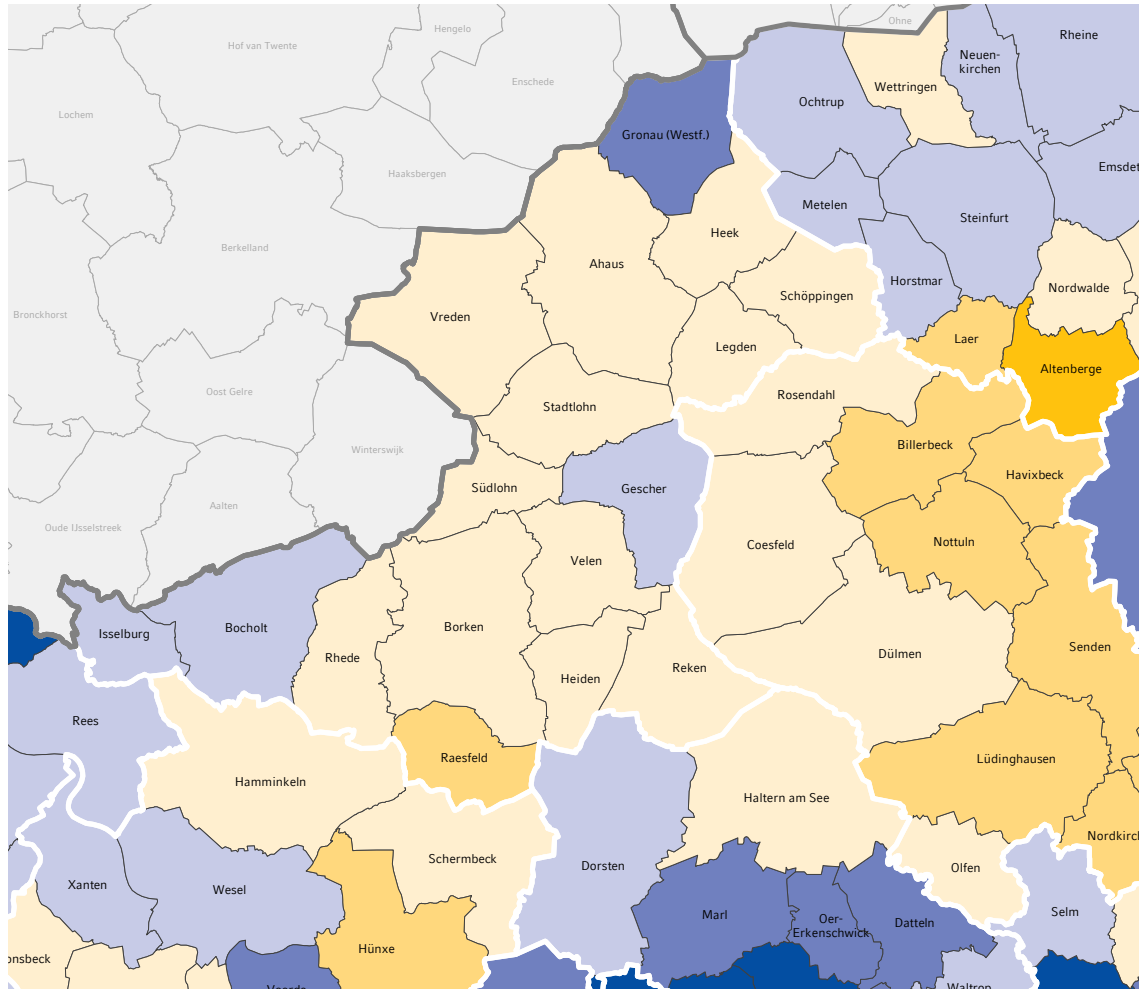 Ohne
Hof van Twente
Hengelo
Rheine
Neuen-
kirchen
Enschede
Wettringen
Ochtrup
Lochem
Gronau (Westf.)
Emsdet
Haaksbergen
Metelen
Steinfurt
Heek
Berkelland
Ahaus
Horstmar
Nordwalde
Schöppingen
Bronckhorst
Vreden
Laer
Legden
Altenberge
Oost Gelre
Rosendahl
Stadtlohn
Billerbeck
Winterswijk
Havixbeck
Südlohn
Gescher
Aalten
Oude IJsselstreek
Nottuln
Coesfeld
Velen
Borken
Bocholt
Isselburg
Senden
Dülmen
Rhede
Reken
Heiden
Rees
Raesfeld
Lüdinghausen
Hamminkeln
Haltern am See
Nordkirch
Schermbeck
Dorsten
Olfen
Xanten
Wesel
Selm
Marl
Oer-
Erkenschwick
Datteln
Hünxe
onsbeck
Voerde
Waltrop